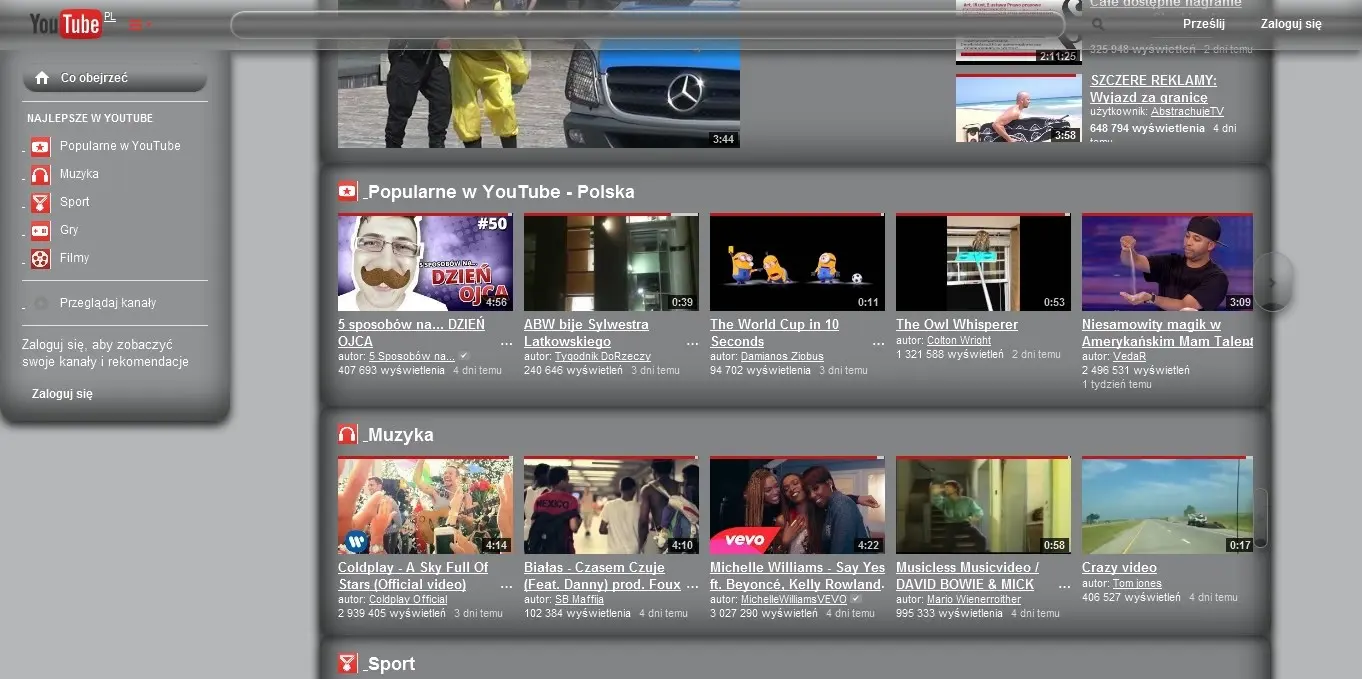 YouTube PL
Prześlij
Zaloguj się
Co obejrzeć
NAJLEPSZE W YOUTUBE
Popularne w YouTube
Muzyka
Sport
Gry
Filmy
Przeglądaj kanały
Zaloguj się, aby zobaczyć
swoje kanały i rekomendacje
Zaloguj się
3:44
Całe dostępne nagranie
325 948 wyświetleń 2 dni temu
2:11:25
SZCZERE REKLAMY:
Wyjazd za granicę
użytkownik: AbstrachujeTV
648 794 wyświetlenia 4 dni
temu
3:58
Popularne w YouTube - Polska
#50
5 SPOSOBÓW NA...
DZIEŃ
OJCA
4:56
0:39
0:11
0:53
3:09
5 sposobów na... DZIEŃ
OJCA ...
autor: 5 Sposobów na...
407 693 wyświetlenia 4 dni temu
ABW bije Sylwestra
Latkowskiego ...
autor: Tygodnik DoRzeczy
240 646 wyświetleń 3 dni temu
The World Cup in 10
Seconds ...
autor: Damianos Ziobus
94 702 wyświetlenia 3 dni temu
The Owl Whisperer
autor: Colton Wright
1 321 588 wyświetleń 2 dni temu
Niesamowity magik w
Amerykańskim Mam Talent
autor: VedaR
2 496 531 wyświetleń
1 tydzień temu
Muzyka
4:14
MEXICO
4:10
vevo
4:22
0:58
0:17
Coldplay - A Sky Full Of
Stars (Official video) ...
autor: Coldplay Official
2 939 405 wyświetleń 3 dni temu
Białas - Czasem Czuje
(Feat. Danny) prod. Foux ...
autor: SB Maffija
102 384 wyświetlenia 4 dni temu
Michelle Williams - Say Yes
ft. Beyoncé, Kelly Rowland.
autor: MichelleWilliamsVEVO
3 027 290 wyświetleń 4 dni temu
Musicless Musicvideo /
DAVID BOWIE & MICK ...
autor: Mario Wienerroither
995 333 wyświetlenia 4 dni temu
Crazy video
autor: Tom jones
406 527 wyświetleń 4 dni temu
Sport